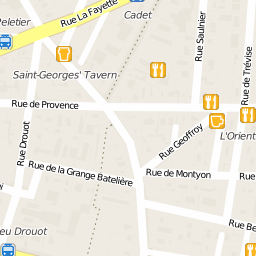 Peletier
Rue La Fayette
Cadet
Rue Saulnier
Rue de Trévise
Saint-Georges' Tavern
Rue de Provence
Rue Drouot
Rue Geoffroy
L'Orient
Rue de la Grange Batelière
Rue de Montyon
Rue Be
eu Drouot